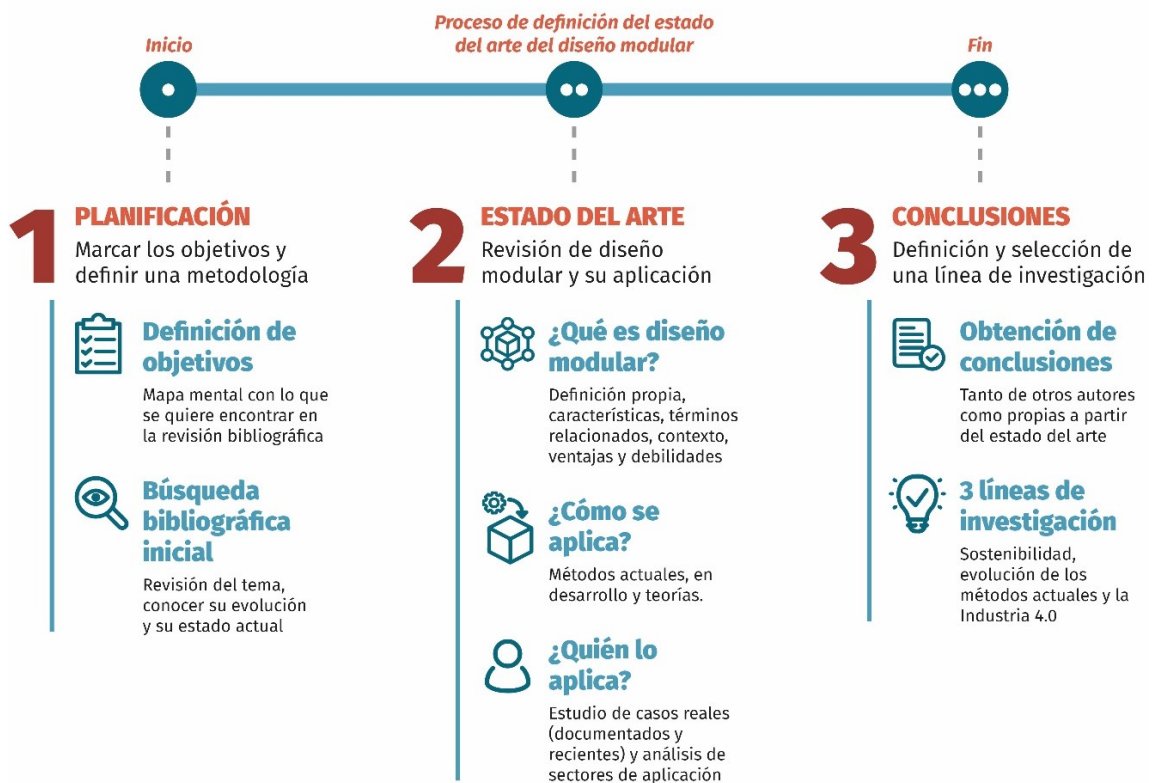 Inicio
Proceso de definición del estado
del arte del diseño modular
Fin
1
PLANIFICACIÓN
Marcar los objetivos y
definir una metodología
Definición de
objetivos
Mapa mental con lo que
se quiere encontrar en
la revisión bibliográfica
Búsqueda
bibliográfica
inicial
Revisión del tema,
conocer su evolución
y su estado actual
2
ESTADO DEL ARTE
Revisión de diseño
modular y su aplicación
¿Qué es diseño
modular?
Definición propia,
características, términos
relacionados, contexto,
ventajas y debilidades
¿Cómo se
aplica?
Métodos actuales, en
desarrollo y teorías.
¿Quién lo
aplica?
Estudio de casos reales
(documentados y
recientes) y análisis de
sectores de aplicación
3
CONCLUSIONES
Definición y selección de
una línea de investigación
Obtención de
conclusiones
Tanto de otros autores
como propias a partir
del estado del arte
3 líneas de
investigación
Sostenibilidad,
evolución de los
métodos actuales y la
Industria 4.0